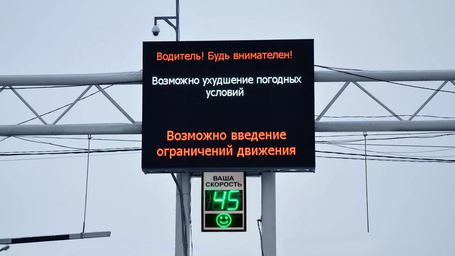 Водитель! Будь внимателен!
Возможно ухудшение погодных
условий
Возможно введение
ограничений движения
ВАША
СКОРОСТЬ
45